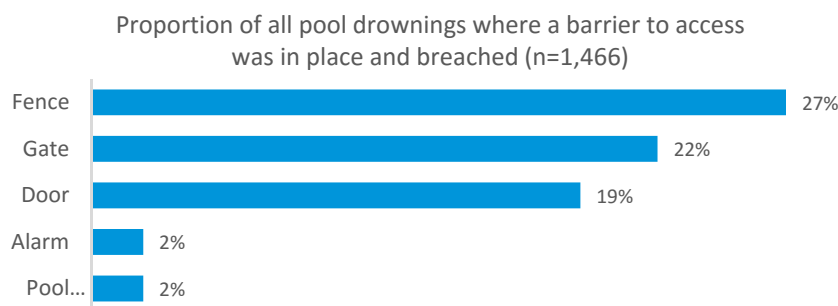 Proportion of all pool drownings where a barrier to access
was in place and breached (n=1,466)
Fence 27%
Gate 22%
Door 19%
Alarm 2%
Pool... 2%